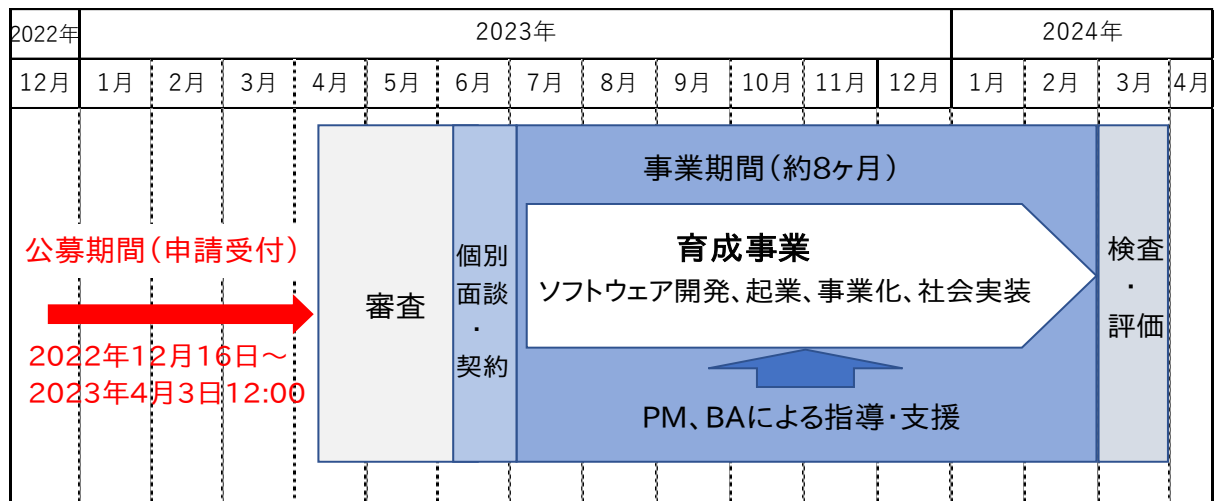 2022年 2023年 2024年
12月 1月 2月 3月 4月 5月 6月 7月 8月 9月 10月 11月 12月 1月 2月 3月 4月
公募期間(申請受付)
2022年12月16日~
2023年4月3日12:00
審査
個別
面談
・
契約
事業期間(約8ヶ月)
育成事業
ソフトウェア開発、起業、事業化、社会実装
PM、BAによる指導・支援
検査
・
評価